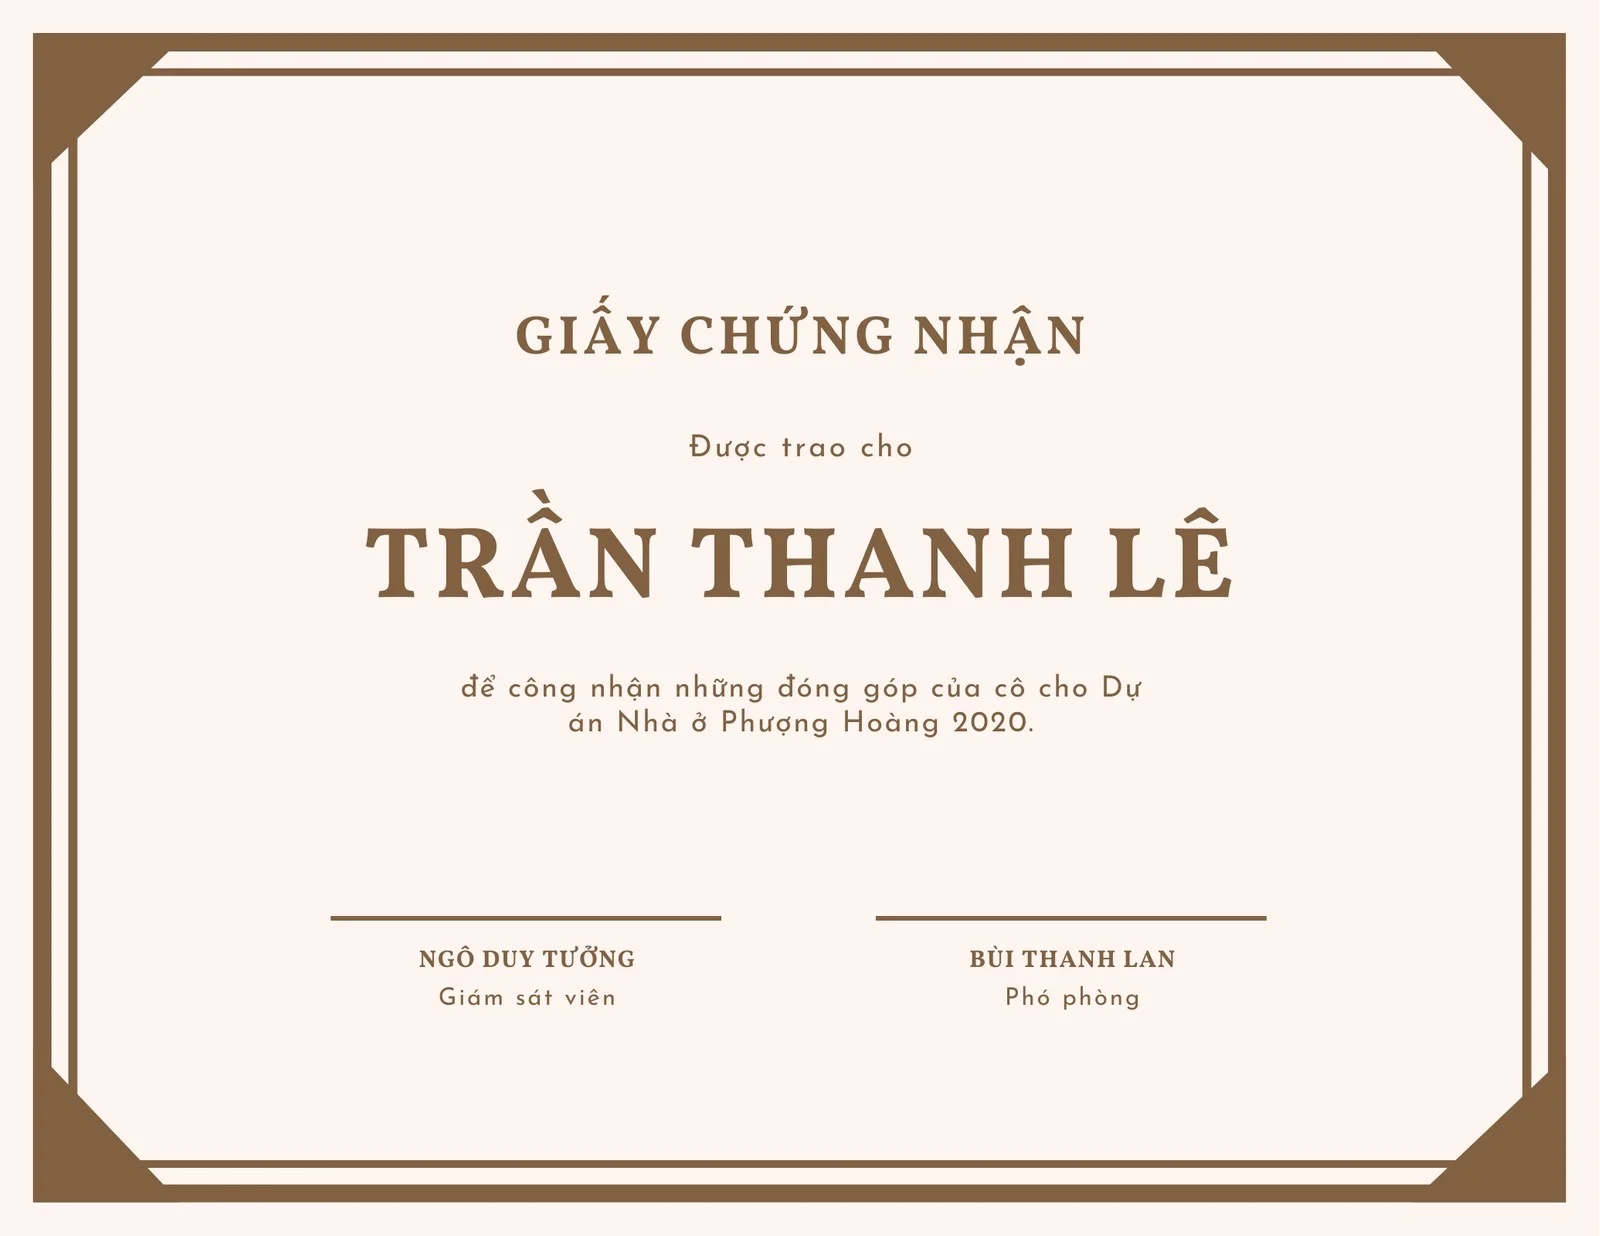 GIẤY CHỨNG NHẬN
Được trao cho
TRẦN THANH LÊ
để công nhận những đóng góp của cô cho Dự
án Nhà ở Phượng Hoàng 2020.
NGÔ DUY TƯỞNG
Giám sát viên
BÙI THANH LAN
Phó phòng